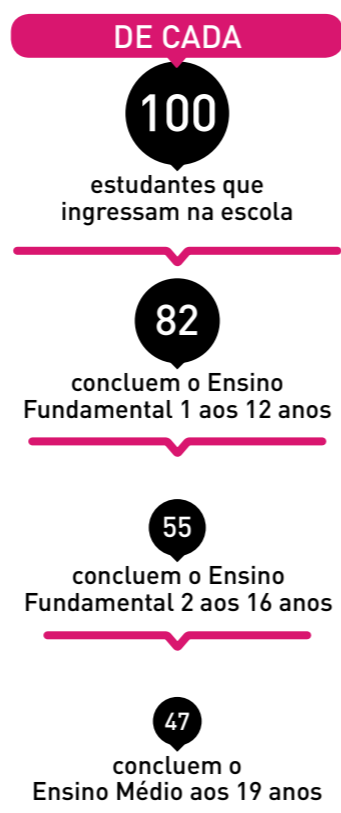 DE CADA
100
estudantes que
ingressam na escola
82
concluem o Ensino
Fundamental 1 aos 12 anos
55
concluem o Ensino
Fundamental 2 aos 16 anos
47
concluem o
Ensino Médio aos 19 anos